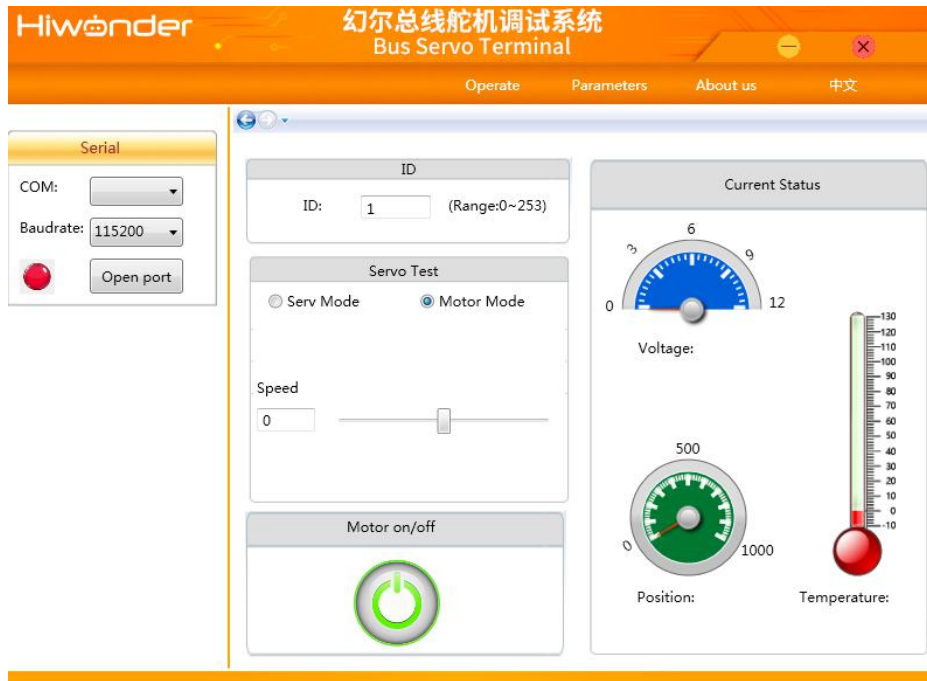 Hiwonder
幻尔总线舵机调试系统
Bus Servo Terminal
Operate Parameters About us 中文
Serial
COM:
Baudrate: 115200
Open port
ID
ID: 1 (Range:0~253)
Servo Test
Serv Mode Motor Mode
Speed
0
Motor on/off
Current Status
0 3 6 9 12
Voltage:
0 500 1000
Position:
130
120
110
100
90
80
70
60
50
40
30
20
10
0
-10
Temperature: